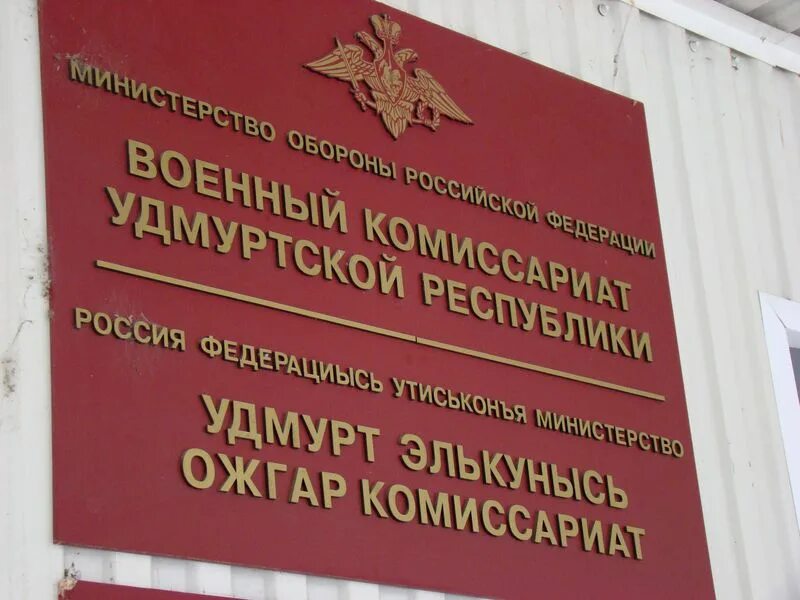 МИНИСТЕРСТВО ОБОРОНЫ РОССИЙСКОЙ ФЕДЕРАЦИИ
ВОЕННЫЙ КОМИССАРИАТ
УДМУРТСКОЙ РЕСПУБЛИКИ
РОССИЯ ФЕДЕРАЦИЫСЬ УТИСЬКОНЪЯ МИНИСТЕРСТВО
УДМУРТ ЭЛЬКУНЫСЬ
ОЖГАР КОМИССАРИАТ